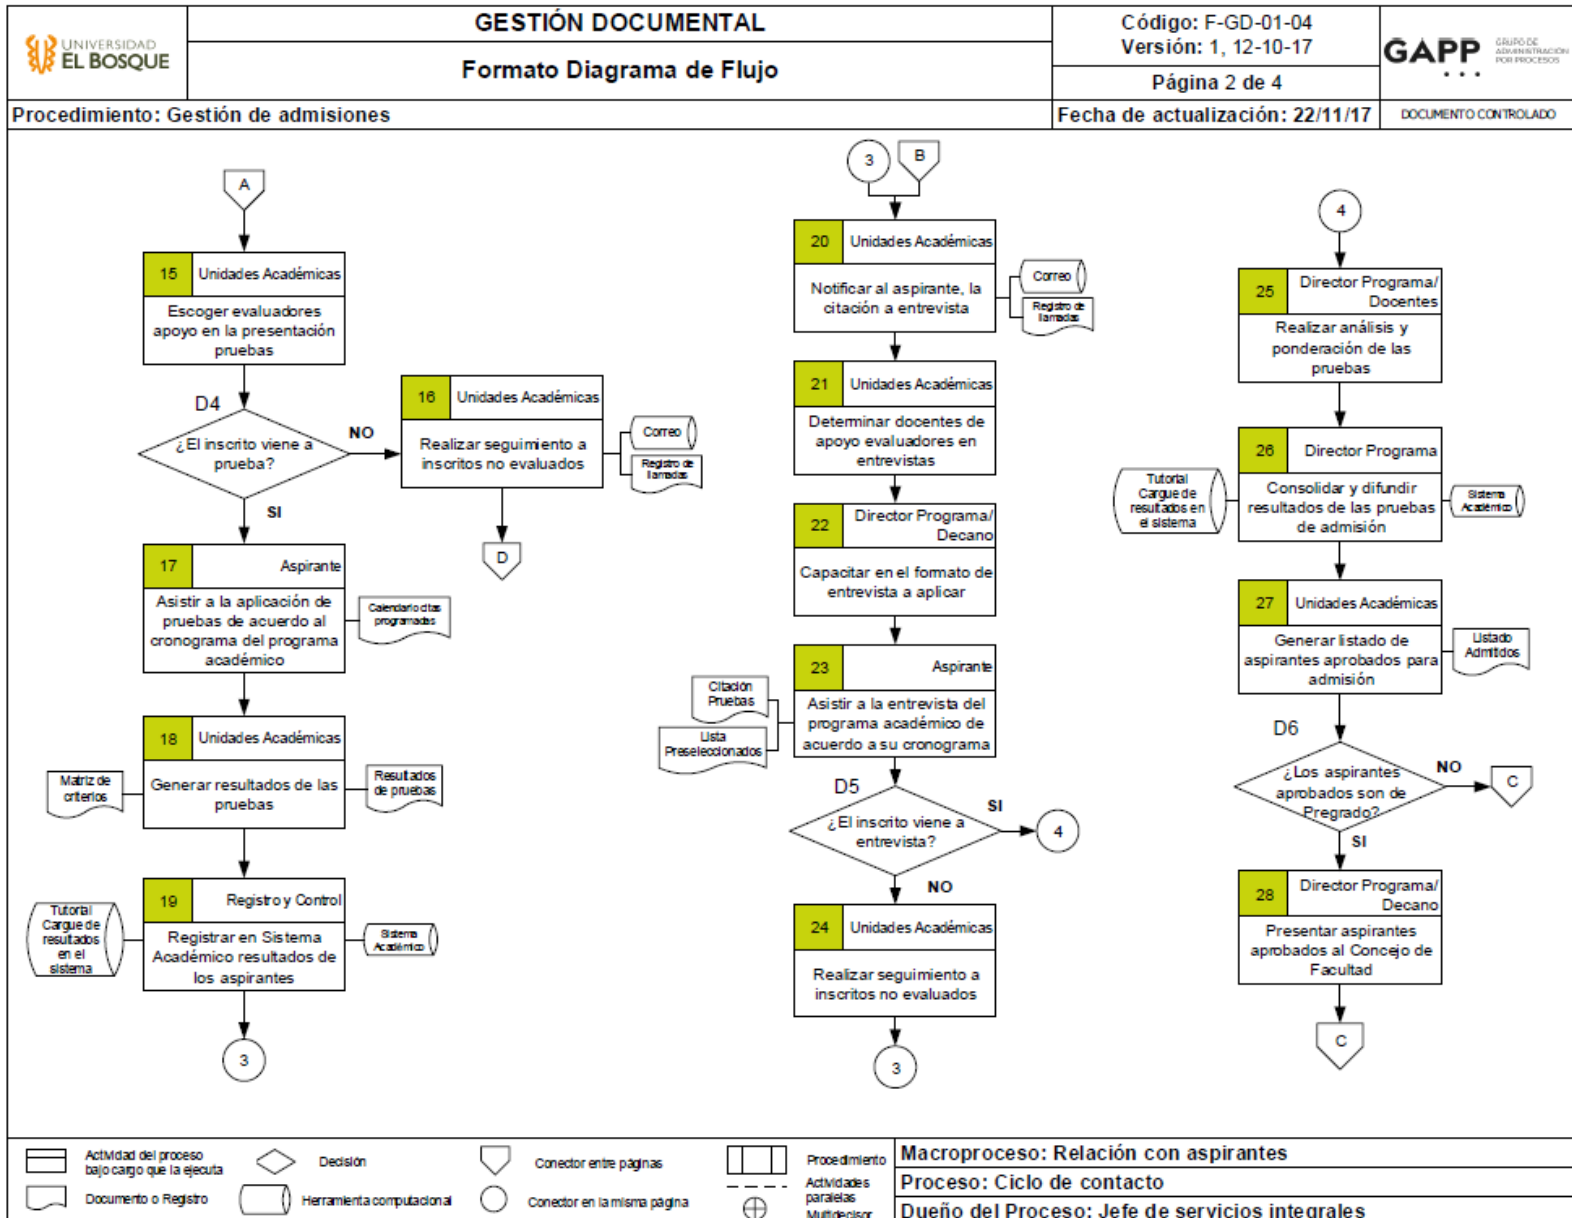 UNIVERSIDAD
EL BOSQUE
GESTIÓN DOCUMENTAL
Formato Diagrama de Flujo
Código: F-GD-01-04
Versión: 1, 12-10-17
Página 2 de 4
GAPP
GRUPO DE
ADMINISTRACIÓN
POR PROCESOS
Procedimiento: Gestión de admisiones
Fecha de actualización: 22/11/17
DOCUMENTO CONTROLADO
A
15
Unidades Académicas
Escoger evaluadores
apoyo en la presentación
pruebas
D4
¿El inscrito viene a
prueba?
NO
SI
16
Unidades Académicas
Realizar seguimiento a
inscritos no evaluados
Correo
Registro de
llamadas
D
17
Aspirante
Asistir a la aplicación de
pruebas de acuerdo al
cronograma del programa
académico
Calendario citas
programadas
18
Unidades Académicas
Generar resultados de las
pruebas
Matriz de
criterios
Resultados
de pruebas
19
Registro y Control
Registrar en Sistema
Académico resultados de
los aspirantes
Tutorial
Cargue de
resultados
en el
sistema
Sistema
Académico
3
3
B
20
Unidades Académicas
Notificar al aspirante, la
citación a entrevista
Correo
Registro de
llamadas
21
Unidades Académicas
Determinar docentes de
apoyo evaluadores en
entrevistas
22
Director Programa/
Decano
Capacitar en el formato de
entrevista a aplicar
23
Aspirante
Asistir a la entrevista del
programa académico de
acuerdo a su cronograma
Citación
Pruebas
Lista
Preseleccionados
D5
¿El inscrito viene a
entrevista?
SI
4
NO
24
Unidades Académicas
Realizar seguimiento a
inscritos no evaluados
3
4
25
Director Programa/
Docentes
Realizar análisis y
ponderación de las
pruebas
26
Director Programa
Consolidar y difundir
resultados de las pruebas
de admisión
Tutorial
Cargue de
resultados en
el sistema
Sistema
Académico
27
Unidades Académicas
Generar listado de
aspirantes aprobados para
admisión
Listado
Admitidos
D6
¿Los aspirantes
aprobados son de
Pregrado?
NO
C
SI
28
Director Programa/
Decano
Presentar aspirantes
aprobados al Concejo de
Facultad
C
Actividad del proceso
bajo cargo que la ejecuta
Decisión
Conector entre páginas
Procedimiento
Documento o Registro
Herramienta computacional
Conector en la misma página
Actividades
paralelas
Multidecisor
Macroproceso: Relación con aspirantes
Proceso: Ciclo de contacto
Dueño del Proceso: Jefe de servicios integrales